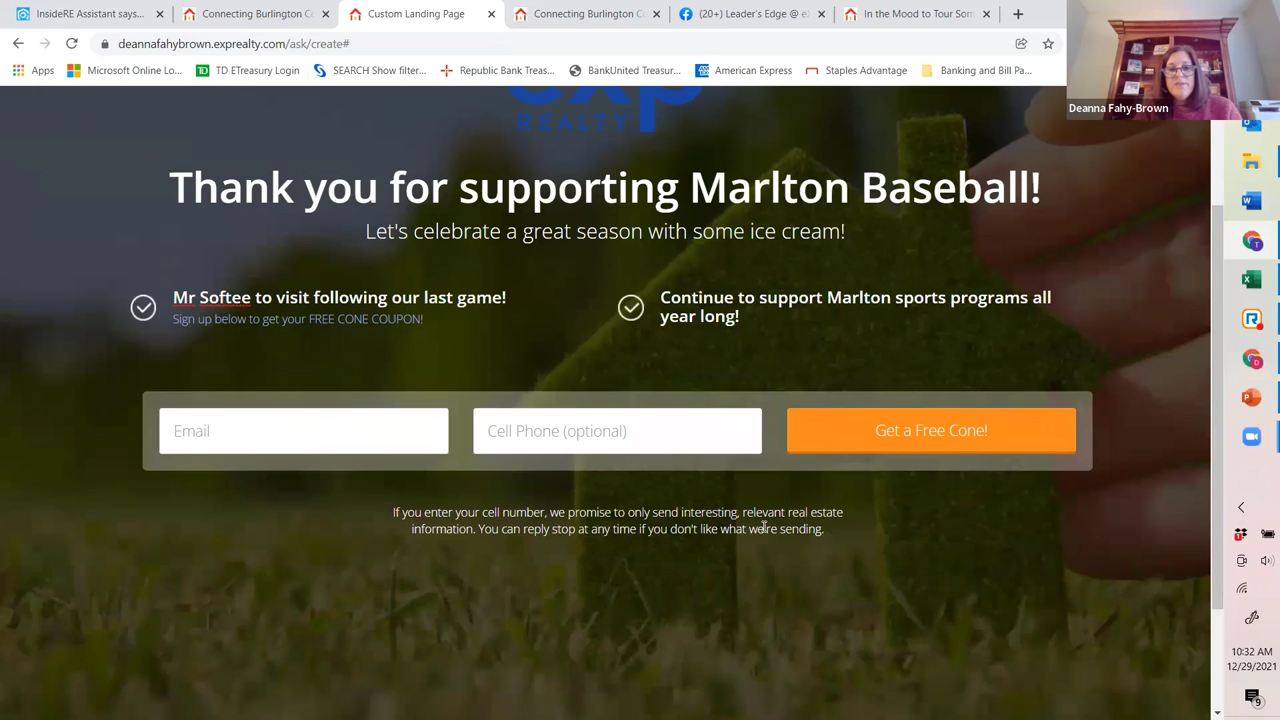 InsideRE Assistant says...
Connecting Burlington C
Custom Landing Page
Connecting Burlington C
(20+) Leader's Edge @ e
In the Mood to Tour Som
deannafahybrown.exprealty.com/ask/create#
Apps
Microsoft Online Lo...
TD ETreasury Login
SEARCH Show filter...
Republic Bank Treas...
BankUnited Treasur...
American Express
Staples Advantage
Banking and Bill Pa...
Deanna Fahy-Brown
exp
REALTY
Thank you for supporting Marlton Baseball!
Let's celebrate a great season with some ice cream!
Mr Softee to visit following our last game!
Sign up below to get your FREE CONE COUPON!
Continue to support Marlton sports programs all
year long!
Email
Cell Phone (optional)
Get a Free Cone!
If you enter your cell number, we promise to only send interesting, relevant real estate
information. You can reply stop at any time if you don't like what we're sending.
10:32 AM
12/29/2021
9